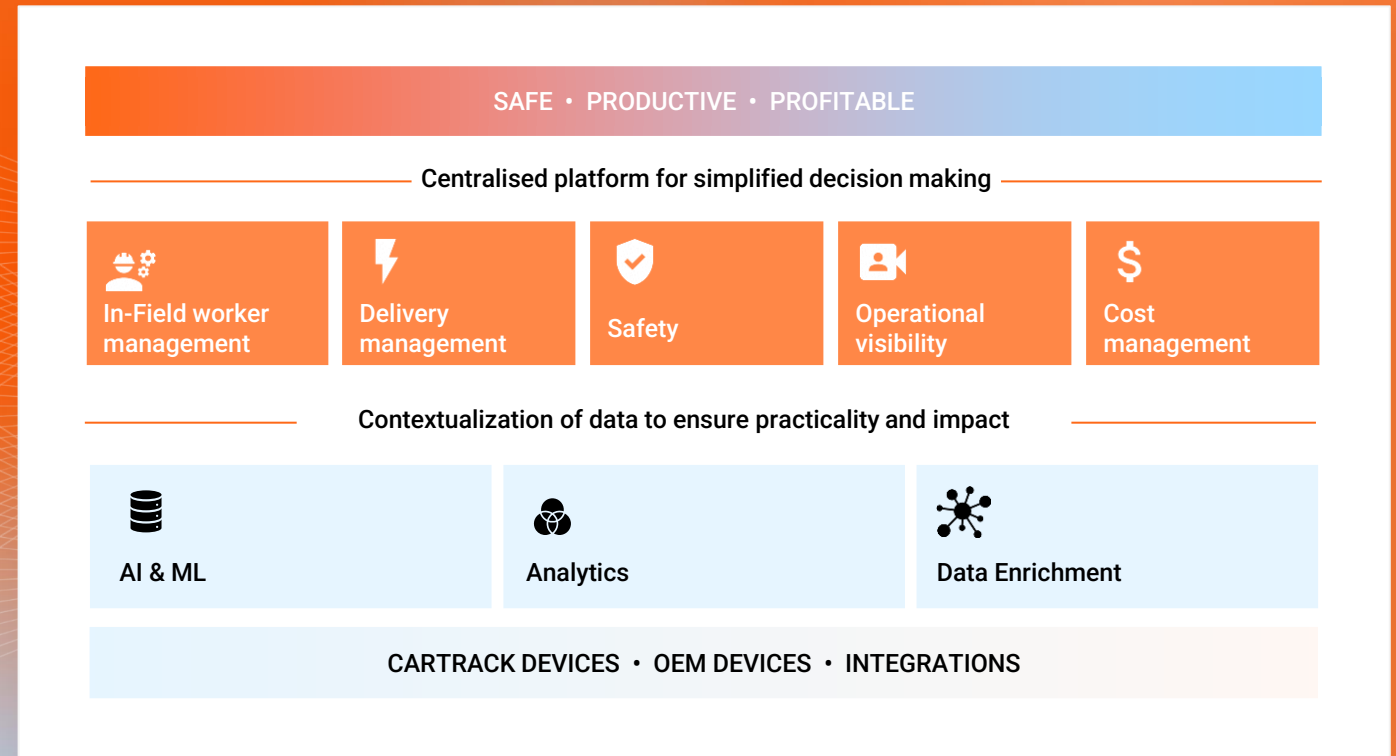 SAFE • PRODUCTIVE • PROFITABLE
Centralised platform for simplified decision making
In-Field worker
management
Delivery
management
Safety
Operational
visibility
Cost
management
Contextualization of data to ensure practicality and impact
AI & ML
Analytics
Data Enrichment
CARTRACK DEVICES • OEM DEVICES • INTEGRATIONS